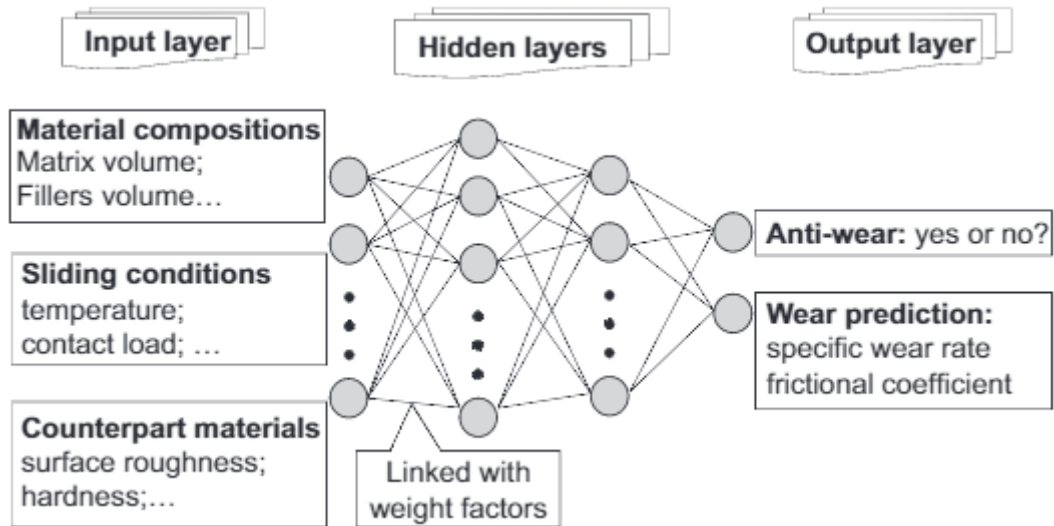 Input layer
Hidden layers
Output layer
Material compositions
Matrix volume;
Fillers volume…
Sliding conditions
temperature;
contact load; …
Counterpart materials
surface roughness;
hardness;…
Linked with
weight factors
Anti-wear: yes or no?
Wear prediction:
specific wear rate
frictional coefficient